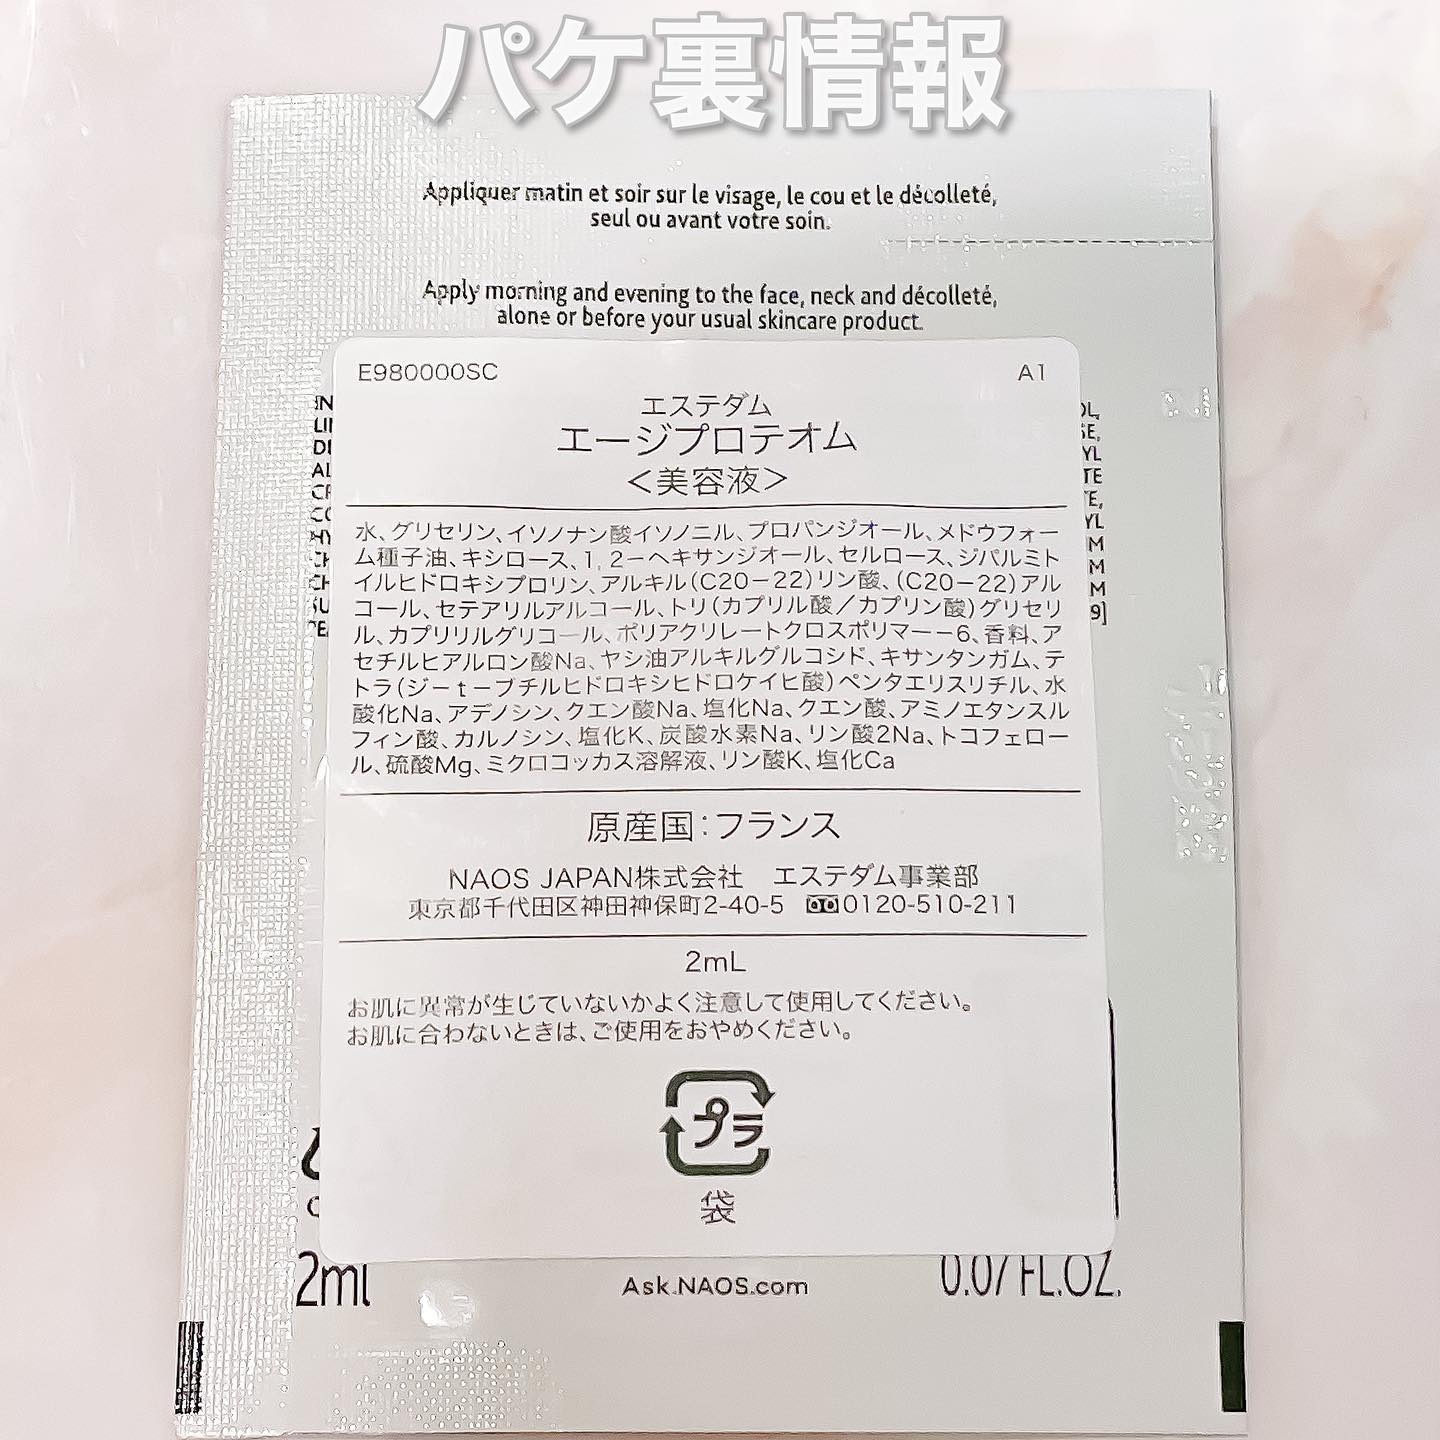 パケ裏情報
Appliquer matin et soir sur le visage, le cou et le décolleté,
seul ou avant votre soin.
Apply morning and evening to the face, neck and décolleté,
alone or before your usual skincare product.
E980000SC A1
エステダム
エージプロテオム
＜美容液＞
水、グリセリン、イソノナン酸イソノニル、プロパンジオール、メドウフォー
ム種子油、キシロース、1,2－ヘキサンジオール、セルロース、ジパルミト
イルヒドロキシプロリン、アルキル(C20－22)リン酸、(C20－22)アル
コール、セテアリルアルコール、トリ(カプリル酸／カプリン酸)グリセリ
ル、カプリリルグリコール、ポリアクリレートクロスポリマー－6、香料、ア
セチルヒアルロン酸Na、ヤシ油アルキルグルコシド、キサンタンガム、テ
トラ(ジ－t－ブチルヒドロキシヒドロケイヒ酸)ペンタエリスリチル、水
酸化Na、アデノシン、クエン酸Na、塩化Na、クエン酸、アミノエタンスル
フィン酸、カルノシン、塩化K、炭酸水素Na、リン酸2Na、トコフェロー
ル、硫酸Mg、ミクロコッカス溶解液、リン酸K、塩化Ca
原産国：フランス
NAOS JAPAN株式会社　エステダム事業部
東京都千代田区神田神保町2-40-5 0120-510-211
2mL
お肌に異常が生じていないかよく注意して使用してください。
お肌に合わないときは、ご使用をおやめください。
プラ
袋
2ml Ask.NAOS.com 0.07 FL.OZ.